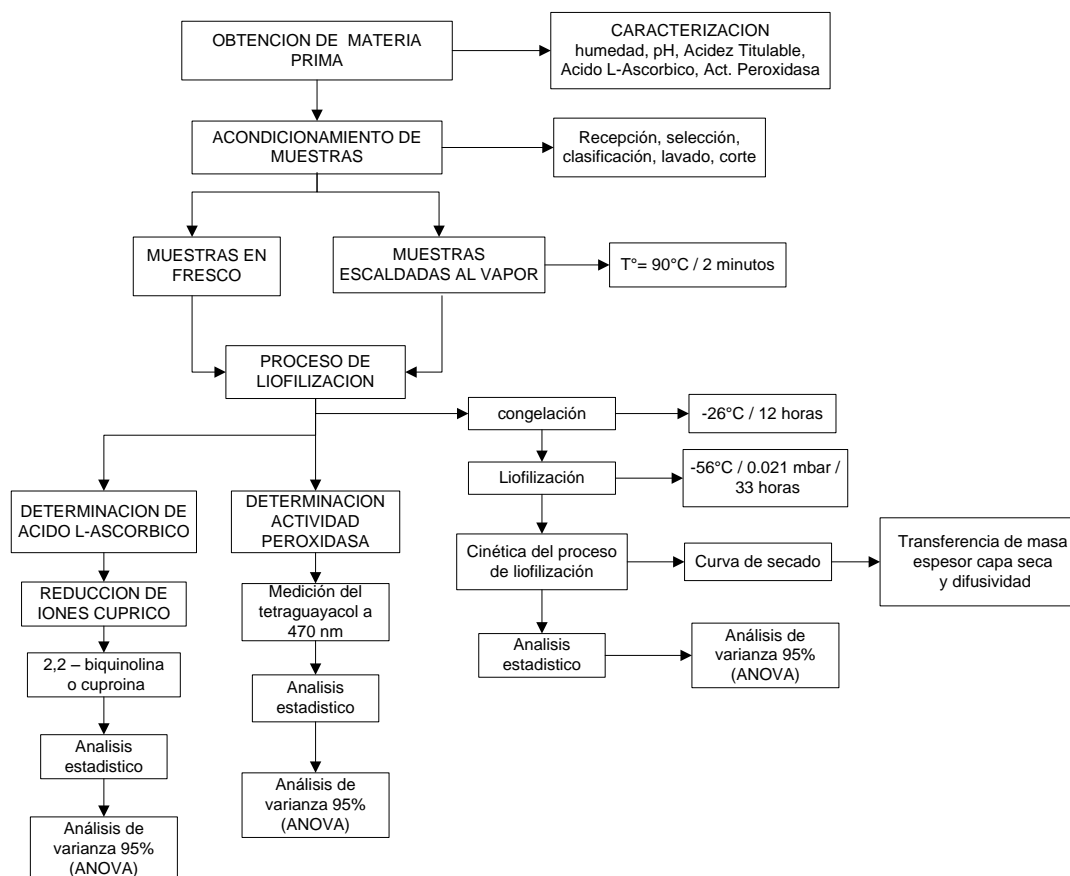 OBTENCION DE MATERIA
PRIMA
CARACTERIZACION
humedad, pH, Acidez Titulable,
Acido L-Ascorbico, Act. Peroxidasa
ACONDICIONAMIENTO DE
MUESTRAS
Recepción, selección,
clasificación, lavado, corte
MUESTRAS EN
FRESCO
MUESTRAS
ESCALDADAS AL VAPOR
T°= 90°C / 2 minutos
PROCESO DE
LIOFILIZACION
congelación
-26°C / 12 horas
Liofilización
-56°C / 0.021 mbar /
33 horas
DETERMINACION DE
ACIDO L-ASCORBICO
DETERMINACION
ACTIVIDAD
PEROXIDASA
Cinética del proceso
de liofilización
Curva de secado
Transferencia de masa
espesor capa seca
y difusividad
REDUCCION DE
IONES CUPRICO
Medición del
tetraguayacol a
470 nm
Analisis
estadistico
Análisis de
varianza 95%
(ANOVA)
2,2 – biquinolina
o cuproina
Analisis
estadistico
Analisis
estadistico
Análisis de
varianza 95%
(ANOVA)
Análisis de
varianza 95%
(ANOVA)